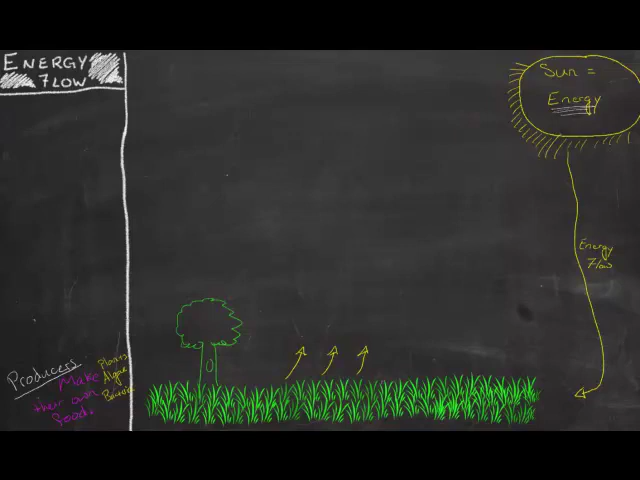 ENERGY
FLOW
Sun =
Energy
Energy
Flow
Producers
Make
their own
food.
Plants
Algae
Bacteria